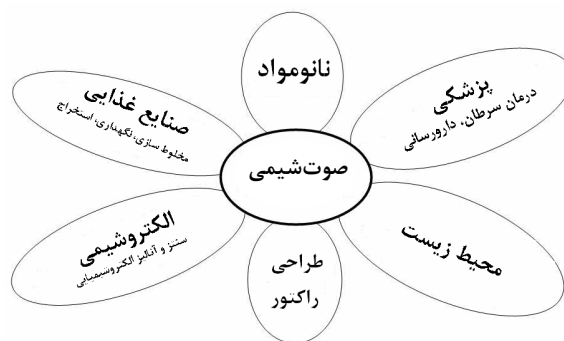 نانومواد
پزشکی
درمان سرطان، دارورسانی
صنایع غذایی
مخلوط سازی، نگهداری، استخراج
صوت‌شیمی
الکتروشیمی
سنتز و آنالیز الکتروشیمیایی
محیط زیست
طراحی
راکتور